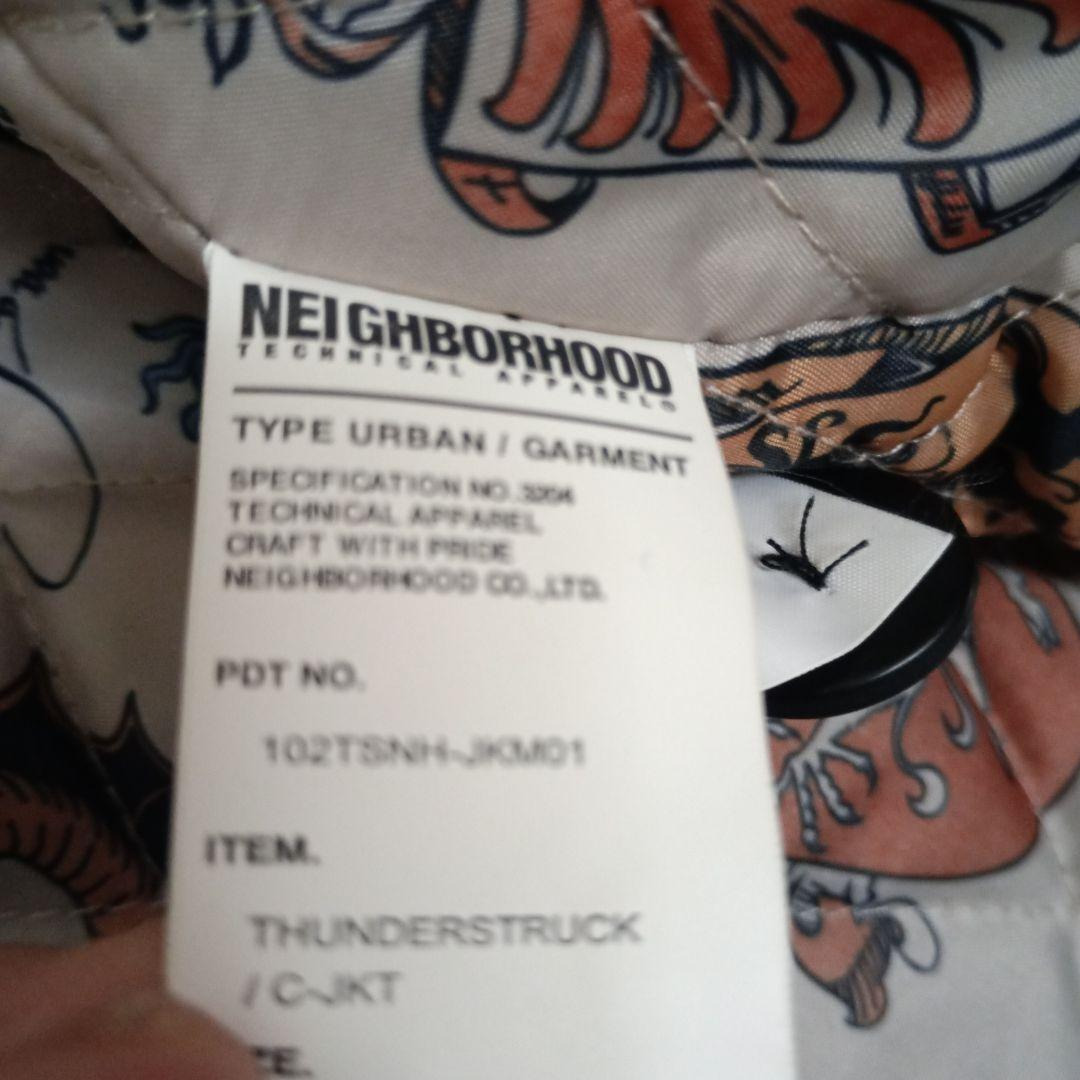 NEIGHBORHOOD
TECHNICAL APPARELS
TYPE URBAN / GARMENT
SPECIFICATION NO.3204
TECHNICAL APPAREL
CRAFT WITH PRIDE
NEIGHBORHOOD CO.,LTD.
PDT NO.
102TSNH-JKM01
ITEM.
THUNDERSTRUCK
/ C-JKT